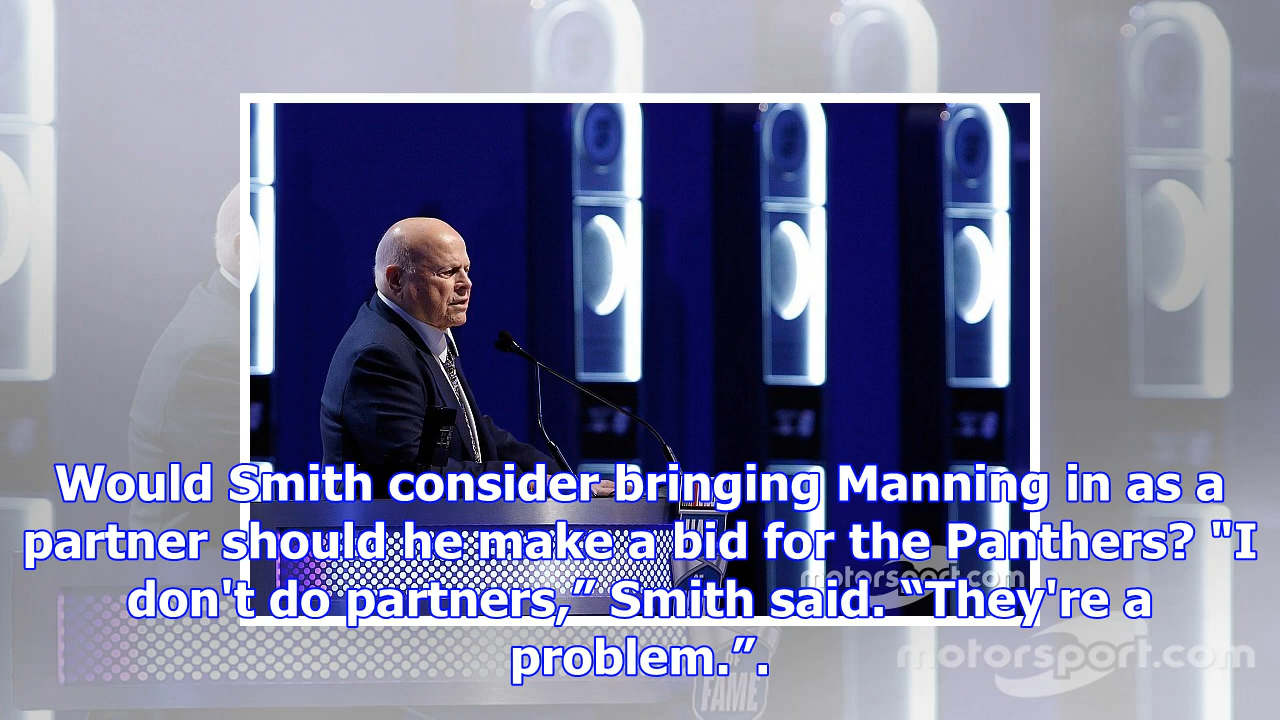 Would Smith consider bringing Manning in as a
partner should he make a bid for the Panthers? "I
motorsport.com
don't do partners,” Smith said. “They're a
problem.”.
motorsport.com
OF
FAME